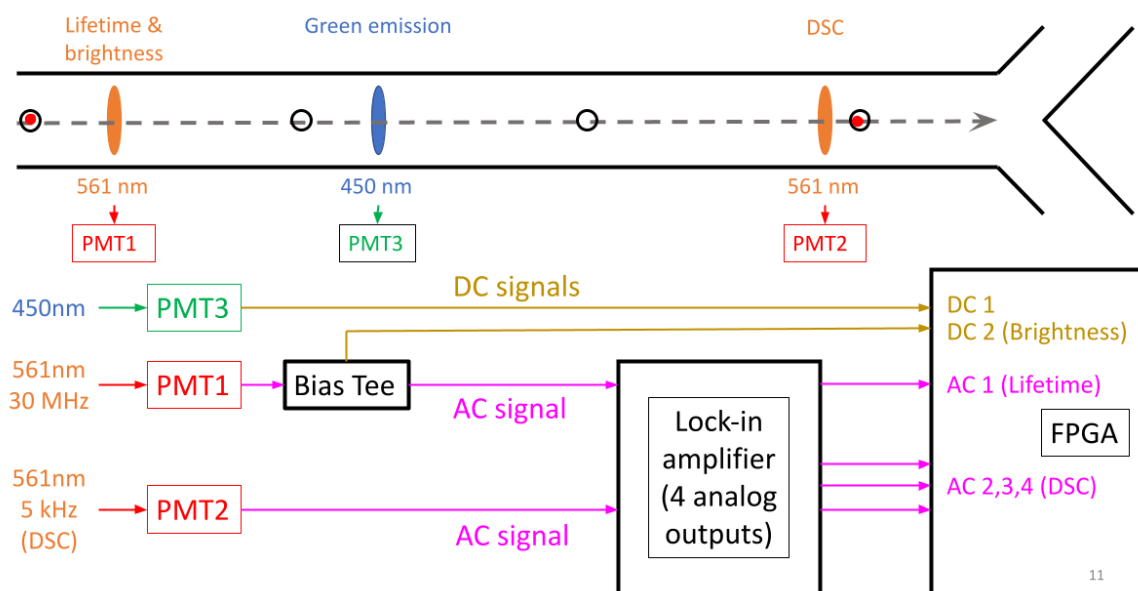 Lifetime &
brightness
Green emission
DSC
561 nm
450 nm
561 nm
PMT1
PMT3
PMT2
450nm
PMT3
DC signals
DC 1
DC 2 (Brightness)
561nm
30 MHz
PMT1
Bias Tee
AC signal
AC 1 (Lifetime)
Lock-in
amplifier
(4 analog
outputs)
FPGA
561nm
5 kHz
(DSC)
PMT2
AC signal
AC 2,3,4 (DSC)
11